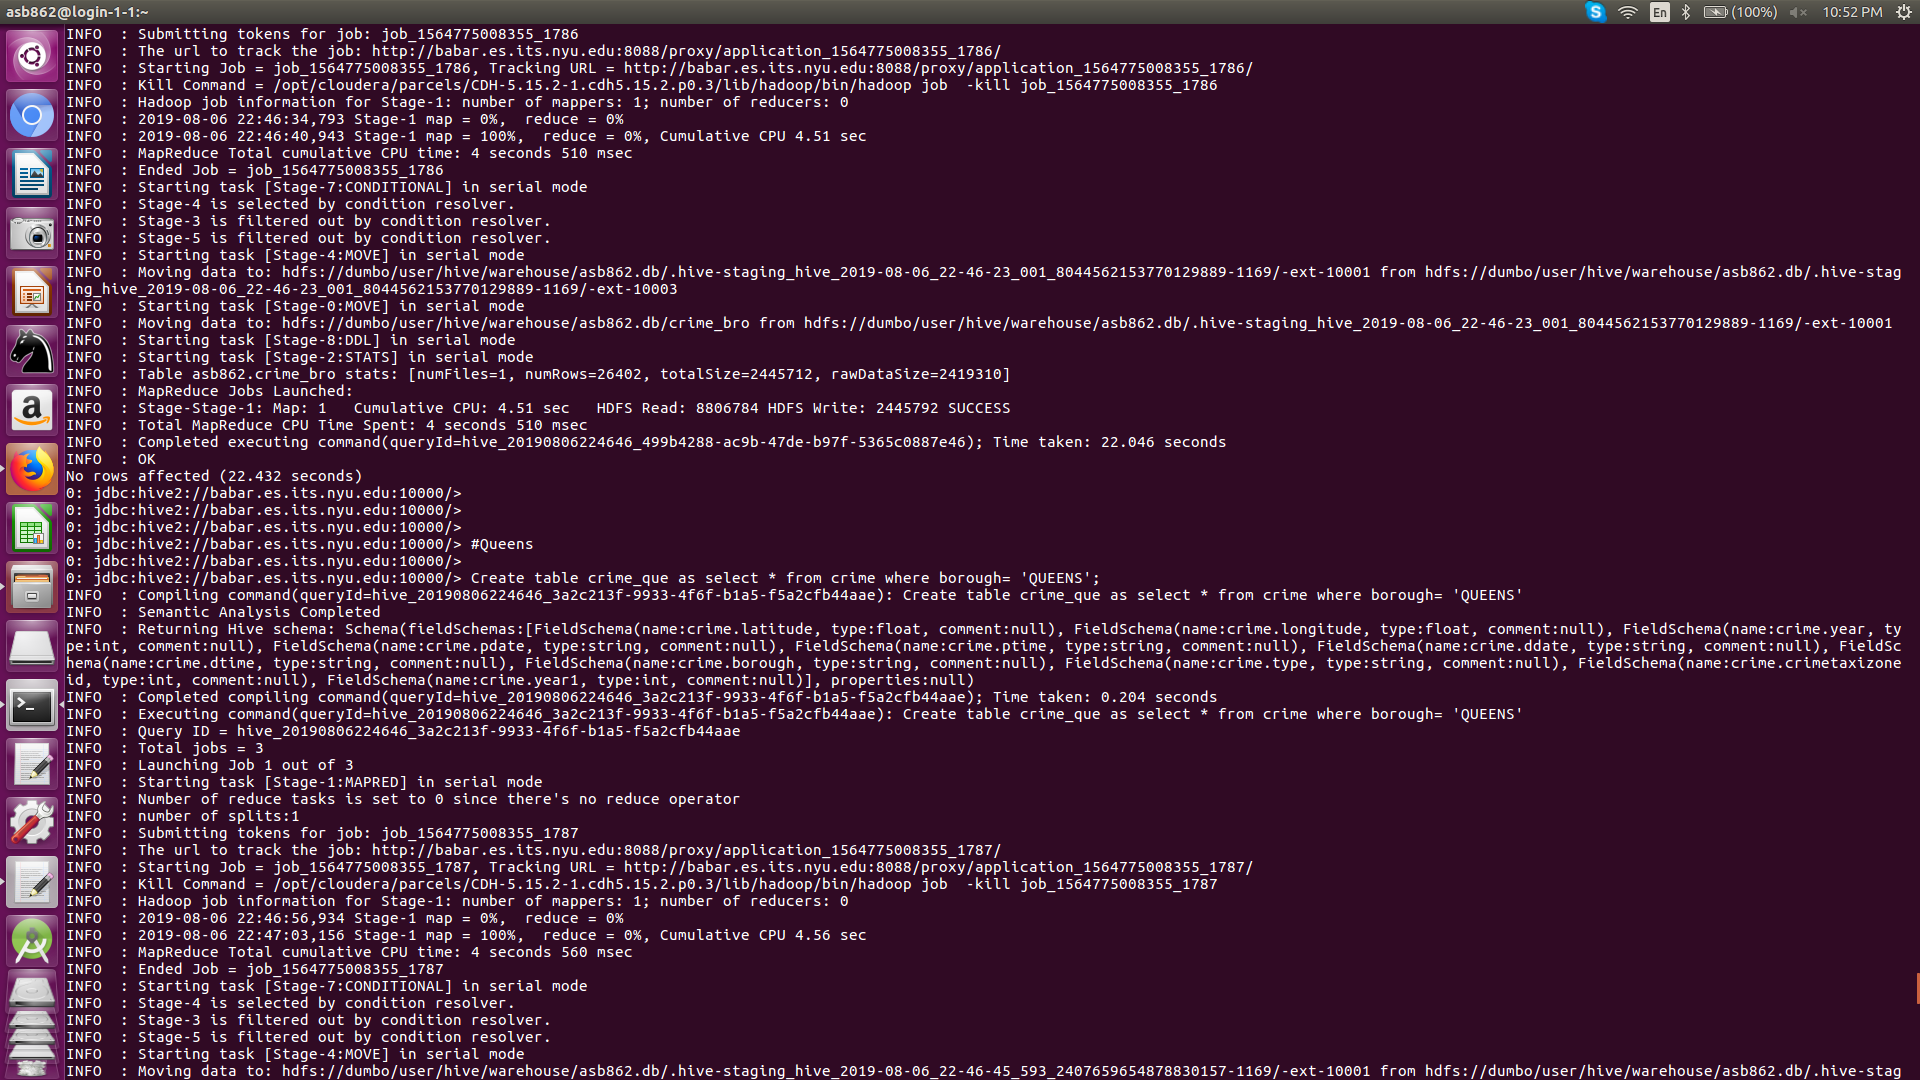 asb862@login-1-1:~
En (100%) 10:52 PM
INFO  : Submitting tokens for job: job_1564775008355_1786
INFO  : The url to track the job: http://babar.es.its.nyu.edu:8088/proxy/application_1564775008355_1786/
INFO  : Starting Job = job_1564775008355_1786, Tracking URL = http://babar.es.its.nyu.edu:8088/proxy/application_1564775008355_1786/
INFO  : Kill Command = /opt/cloudera/parcels/CDH-5.15.2-1.cdh5.15.2.p0.3/lib/hadoop/bin/hadoop job  -kill job_1564775008355_1786
INFO  : Hadoop job information for Stage-1: number of mappers: 1; number of reducers: 0
INFO  : 2019-08-06 22:46:34,793 Stage-1 map = 0%,  reduce = 0%
INFO  : 2019-08-06 22:46:40,943 Stage-1 map = 100%,  reduce = 0%, Cumulative CPU 4.51 sec
INFO  : MapReduce Total cumulative CPU time: 4 seconds 510 msec
INFO  : Ended Job = job_1564775008355_1786
INFO  : Starting task [Stage-7:CONDITIONAL] in serial mode
INFO  : Stage-4 is selected by condition resolver.
INFO  : Stage-3 is filtered out by condition resolver.
INFO  : Stage-5 is filtered out by condition resolver.
INFO  : Starting task [Stage-4:MOVE] in serial mode
INFO  : Moving data to: hdfs://dumbo/user/hive/warehouse/asb862.db/.hive-staging_hive_2019-08-06_22-46-23_001_8044562153770129889-1169/-ext-10001 from hdfs://dumbo/user/hive/warehouse/asb862.db/.hive-stag
ing_hive_2019-08-06_22-46-23_001_8044562153770129889-1169/-ext-10003
INFO  : Starting task [Stage-0:MOVE] in serial mode
INFO  : Moving data to: hdfs://dumbo/user/hive/warehouse/asb862.db/crime_bro from hdfs://dumbo/user/hive/warehouse/asb862.db/.hive-staging_hive_2019-08-06_22-46-23_001_8044562153770129889-1169/-ext-10001
INFO  : Starting task [Stage-8:DDL] in serial mode
INFO  : Starting task [Stage-2:STATS] in serial mode
INFO  : Table asb862.crime_bro stats: [numFiles=1, numRows=26402, totalSize=2445712, rawDataSize=2419310]
INFO  : MapReduce Jobs Launched:
INFO  : Stage-Stage-1: Map: 1   Cumulative CPU: 4.51 sec   HDFS Read: 8806784 HDFS Write: 2445792 SUCCESS
INFO  : Total MapReduce CPU Time Spent: 4 seconds 510 msec
INFO  : Completed executing command(queryId=hive_20190806224646_499b4288-ac9b-47de-b97f-5365c0887e46); Time taken: 22.046 seconds
INFO  : OK
No rows affected (22.432 seconds)
0: jdbc:hive2://babar.es.its.nyu.edu:10000/>
0: jdbc:hive2://babar.es.its.nyu.edu:10000/>
0: jdbc:hive2://babar.es.its.nyu.edu:10000/>
0: jdbc:hive2://babar.es.its.nyu.edu:10000/> #Queens
0: jdbc:hive2://babar.es.its.nyu.edu:10000/>
0: jdbc:hive2://babar.es.its.nyu.edu:10000/> Create table crime_que as select * from crime where borough= 'QUEENS';
INFO  : Compiling command(queryId=hive_20190806224646_3a2c213f-9933-4f6f-b1a5-f5a2cfb44aae): Create table crime_que as select * from crime where borough= 'QUEENS'
INFO  : Semantic Analysis Completed
INFO  : Returning Hive schema: Schema(fieldSchemas:[FieldSchema(name:crime.latitude, type:float, comment:null), FieldSchema(name:crime.longitude, type:float, comment:null), FieldSchema(name:crime.year, ty
pe:int, comment:null), FieldSchema(name:crime.pdate, type:string, comment:null), FieldSchema(name:crime.ptime, type:string, comment:null), FieldSchema(name:crime.ddate, type:string, comment:null), FieldSc
hema(name:crime.dtime, type:string, comment:null), FieldSchema(name:crime.borough, type:string, comment:null), FieldSchema(name:crime.type, type:string, comment:null), FieldSchema(name:crime.crimetaxizone
id, type:int, comment:null), FieldSchema(name:crime.year1, type:int, comment:null)], properties:null)
INFO  : Completed compiling command(queryId=hive_20190806224646_3a2c213f-9933-4f6f-b1a5-f5a2cfb44aae); Time taken: 0.204 seconds
INFO  : Executing command(queryId=hive_20190806224646_3a2c213f-9933-4f6f-b1a5-f5a2cfb44aae): Create table crime_que as select * from crime where borough= 'QUEENS'
INFO  : Query ID = hive_20190806224646_3a2c213f-9933-4f6f-b1a5-f5a2cfb44aae
INFO  : Total jobs = 3
INFO  : Launching Job 1 out of 3
INFO  : Starting task [Stage-1:MAPRED] in serial mode
INFO  : Number of reduce tasks is set to 0 since there's no reduce operator
INFO  : number of splits:1
INFO  : Submitting tokens for job: job_1564775008355_1787
INFO  : The url to track the job: http://babar.es.its.nyu.edu:8088/proxy/application_1564775008355_1787/
INFO  : Starting Job = job_1564775008355_1787, Tracking URL = http://babar.es.its.nyu.edu:8088/proxy/application_1564775008355_1787/
INFO  : Kill Command = /opt/cloudera/parcels/CDH-5.15.2-1.cdh5.15.2.p0.3/lib/hadoop/bin/hadoop job  -kill job_1564775008355_1787
INFO  : Hadoop job information for Stage-1: number of mappers: 1; number of reducers: 0
INFO  : 2019-08-06 22:46:56,934 Stage-1 map = 0%,  reduce = 0%
INFO  : 2019-08-06 22:47:03,156 Stage-1 map = 100%,  reduce = 0%, Cumulative CPU 4.56 sec
INFO  : MapReduce Total cumulative CPU time: 4 seconds 560 msec
INFO  : Ended Job = job_1564775008355_1787
INFO  : Starting task [Stage-7:CONDITIONAL] in serial mode
INFO  : Stage-4 is selected by condition resolver.
INFO  : Stage-3 is filtered out by condition resolver.
INFO  : Stage-5 is filtered out by condition resolver.
INFO  : Starting task [Stage-4:MOVE] in serial mode
INFO  : Moving data to: hdfs://dumbo/user/hive/warehouse/asb862.db/.hive-staging_hive_2019-08-06_22-46-45_593_2407659654878830157-1169/-ext-10001 from hdfs://dumbo/user/hive/warehouse/asb862.db/.hive-stag